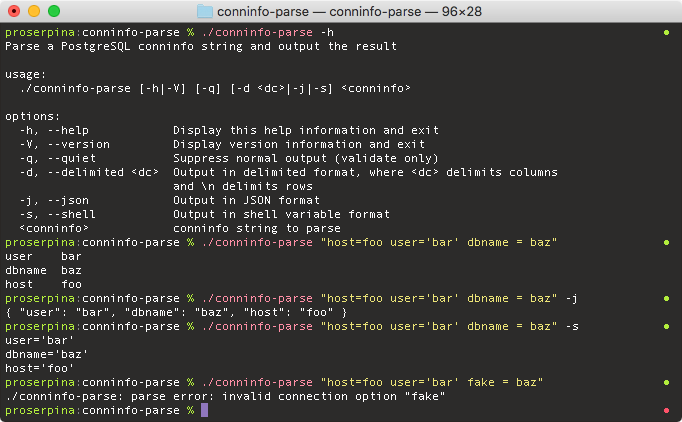 conninfo-parse — conninfo-parse — 96×28
proserpina:conninfo-parse % ./conninfo-parse -h
Parse a PostgreSQL conninfo string and output the result
usage:
  ./conninfo-parse [-h|-V] [-q] [-d <dc>|-j|-s] <conninfo>
options:
  -h, --help            Display this help information and exit
  -V, --version         Display version information and exit
  -q, --quiet           Suppress normal output (validate only)
  -d, --delimited <dc>  Output in delimited format, where <dc> delimits columns
                        and \n delimits rows
  -j, --json            Output in JSON format
  -s, --shell           Output in shell variable format
  <conninfo>            conninfo string to parse
proserpina:conninfo-parse % ./conninfo-parse "host=foo user='bar' dbname = baz"
user    bar
dbname  baz
host    foo
proserpina:conninfo-parse % ./conninfo-parse "host=foo user='bar' dbname = baz" -j
{ "user": "bar", "dbname": "baz", "host": "foo" }
proserpina:conninfo-parse % ./conninfo-parse "host=foo user='bar' dbname = baz" -s
user='bar'
dbname='baz'
host='foo'
proserpina:conninfo-parse % ./conninfo-parse "host=foo user='bar' fake = baz"
./conninfo-parse: parse error: invalid connection option "fake"
proserpina:conninfo-parse %